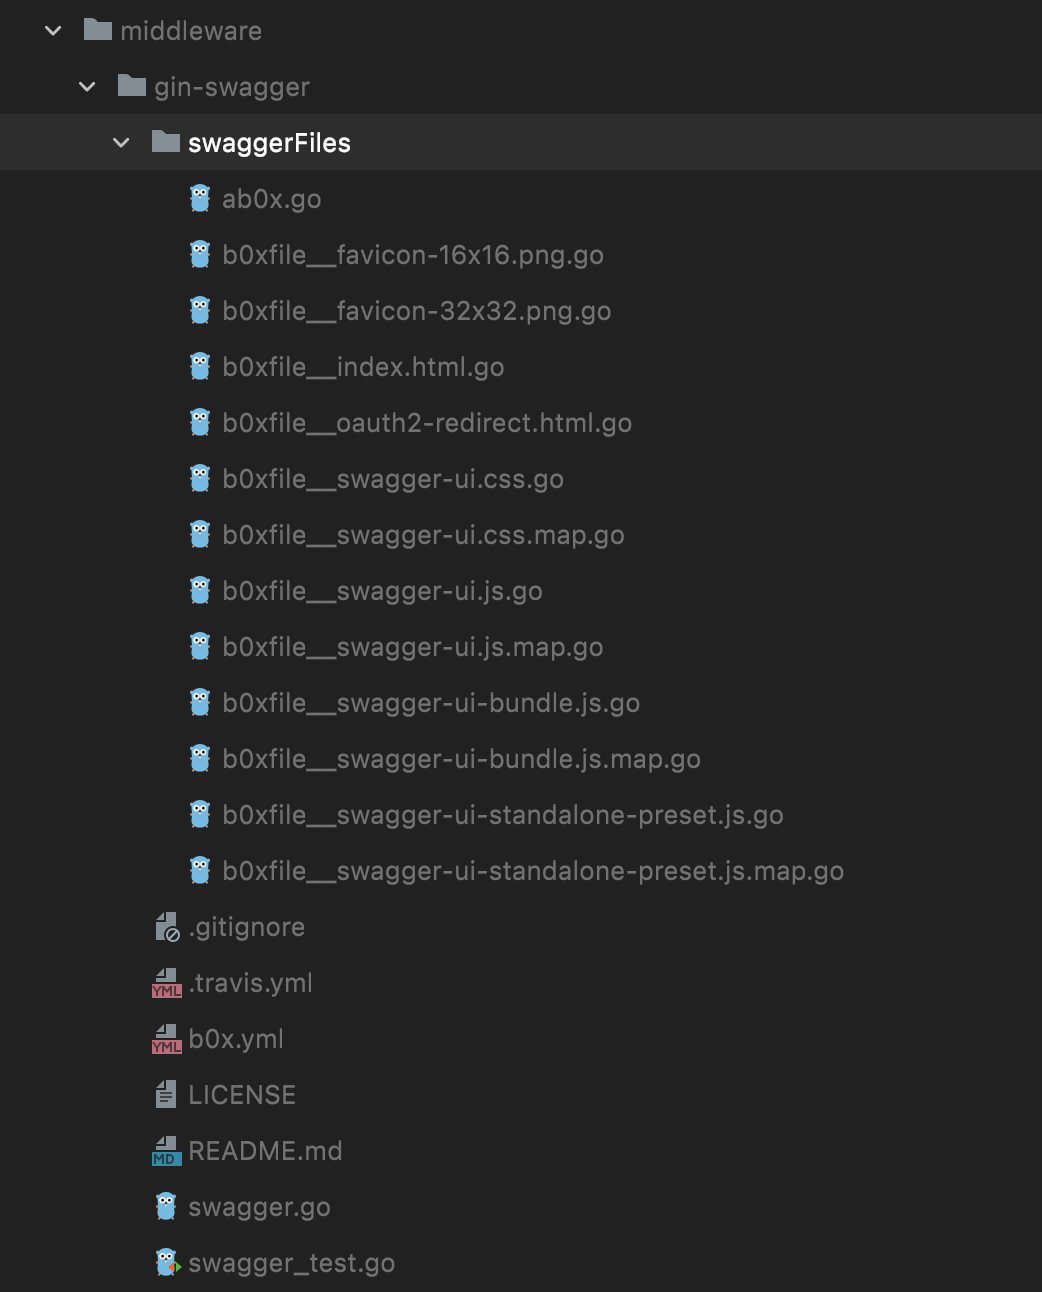 middleware
gin-swagger
swaggerFiles
ab0x.go
b0xfile__favicon-16x16.png.go
b0xfile__favicon-32x32.png.go
b0xfile__index.html.go
b0xfile__oauth2-redirect.html.go
b0xfile__swagger-ui.css.go
b0xfile__swagger-ui.css.map.go
b0xfile__swagger-ui.js.go
b0xfile__swagger-ui.js.map.go
b0xfile__swagger-ui-bundle.js.go
b0xfile__swagger-ui-bundle.js.map.go
b0xfile__swagger-ui-standalone-preset.js.go
b0xfile__swagger-ui-standalone-preset.js.map.go
.gitignore
YML .travis.yml
YML b0x.yml
LICENSE
MD README.md
swagger.go
swagger_test.go